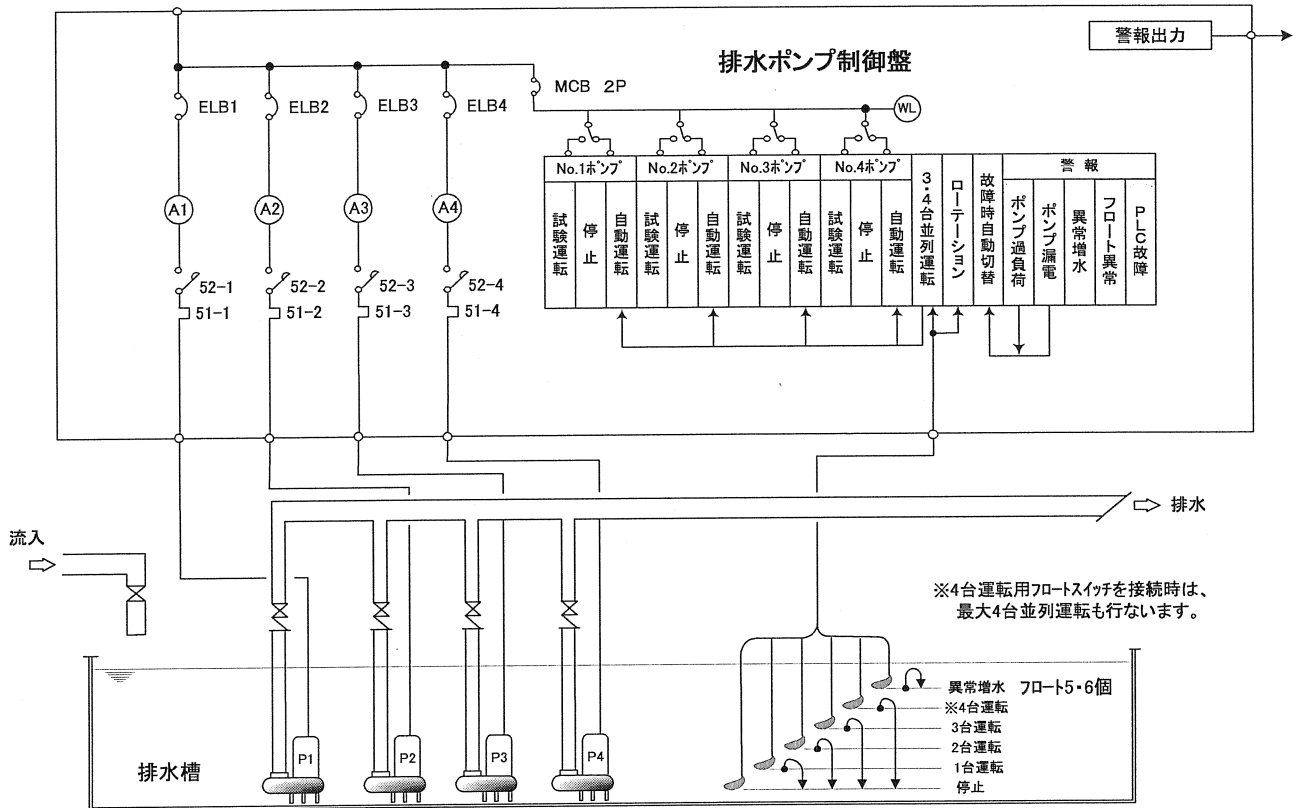 警報出力
排水ポンプ制御盤
MCB 2P
ELB1
ELB2
ELB3
ELB4
WL
No.1ポンプ
No.2ポンプ
No.3ポンプ
No.4ポンプ
試験運転
停止
自動運転
試験運転
停止
自動運転
試験運転
停止
自動運転
試験運転
停止
自動運転
3・4台並列運転
ローテーション
故障時自動切替
警報
ポンプ過負荷
ポンプ漏電
異常増水
フロート異常
PLC故障
A1
A2
A3
A4
52-1
52-2
52-3
52-4
51-1
51-2
51-3
51-4
排水
流入
※4台運転用フロートスイッチを接続時は、
最大4台並列運転も行ないます。
異常増水 フロート5・6個
※4台運転
3台運転
2台運転
1台運転
停止
排水槽
P1
P2
P3
P4